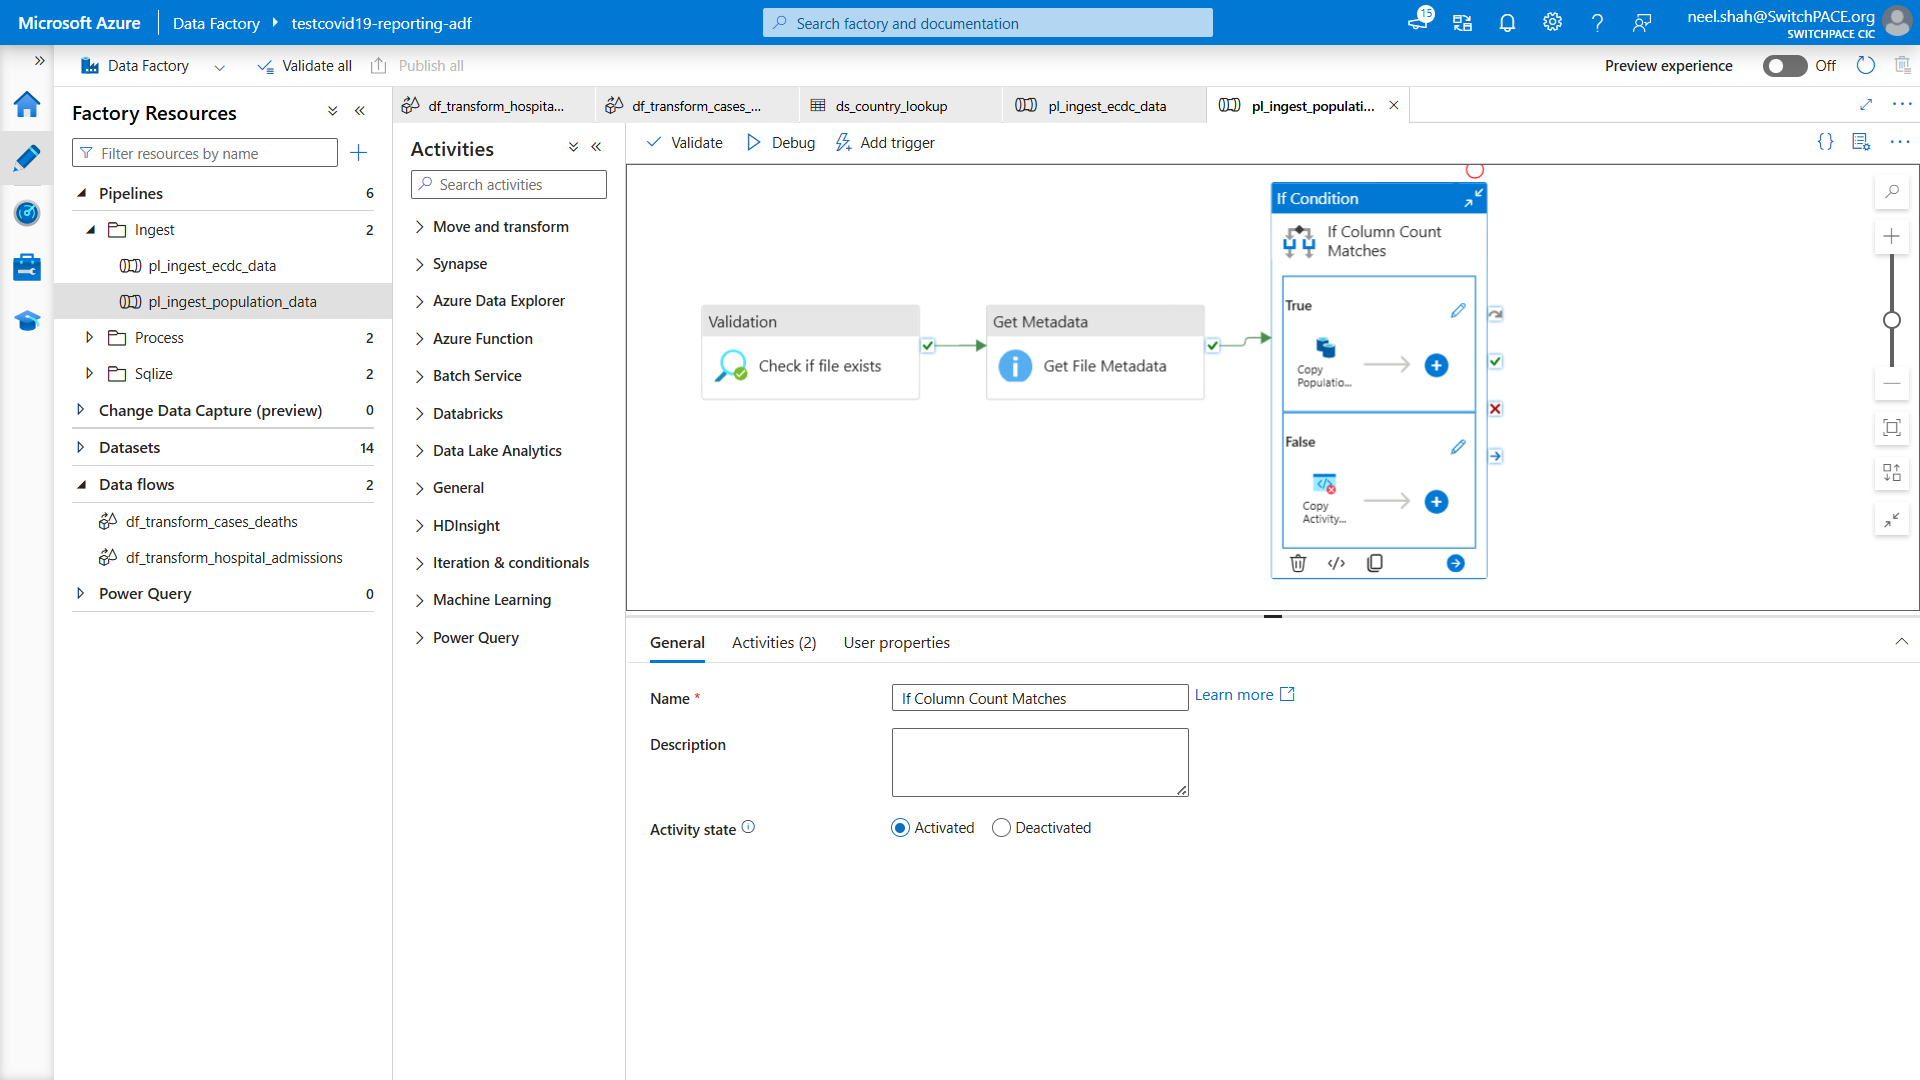 Microsoft Azure
Data Factory
testcovid19-reporting-adf
Search factory and documentation
15
neel.shah@SwitchPACE.org
SWITCHPACE CIC
Data Factory
Validate all
Publish all
Preview experience
Off
Factory Resources
Filter resources by name
Pipelines 6
Ingest 2
pl_ingest_ecdc_data
pl_ingest_population_data
Process 2
Sqlize 2
Change Data Capture (preview) 0
Datasets 14
Data flows 2
df_transform_cases_deaths
df_transform_hospital_admissions
Power Query 0
df_transform_hospita...
df_transform_cases_...
ds_country_lookup
pl_ingest_ecdc_data
pl_ingest_populati...
Activities
Search activities
Move and transform
Synapse
Azure Data Explorer
Azure Function
Batch Service
Databricks
Data Lake Analytics
General
HDInsight
Iteration & conditionals
Machine Learning
Power Query
Validate
Debug
Add trigger
Validation
Check if file exists
Get Metadata
Get File Metadata
If Condition
If Column Count
Matches
True
Copy
Populatio...
False
Copy
Activity...
General
Activities (2)
User properties
Name *
If Column Count Matches
Learn more
Description
Activity state
Activated
Deactivated